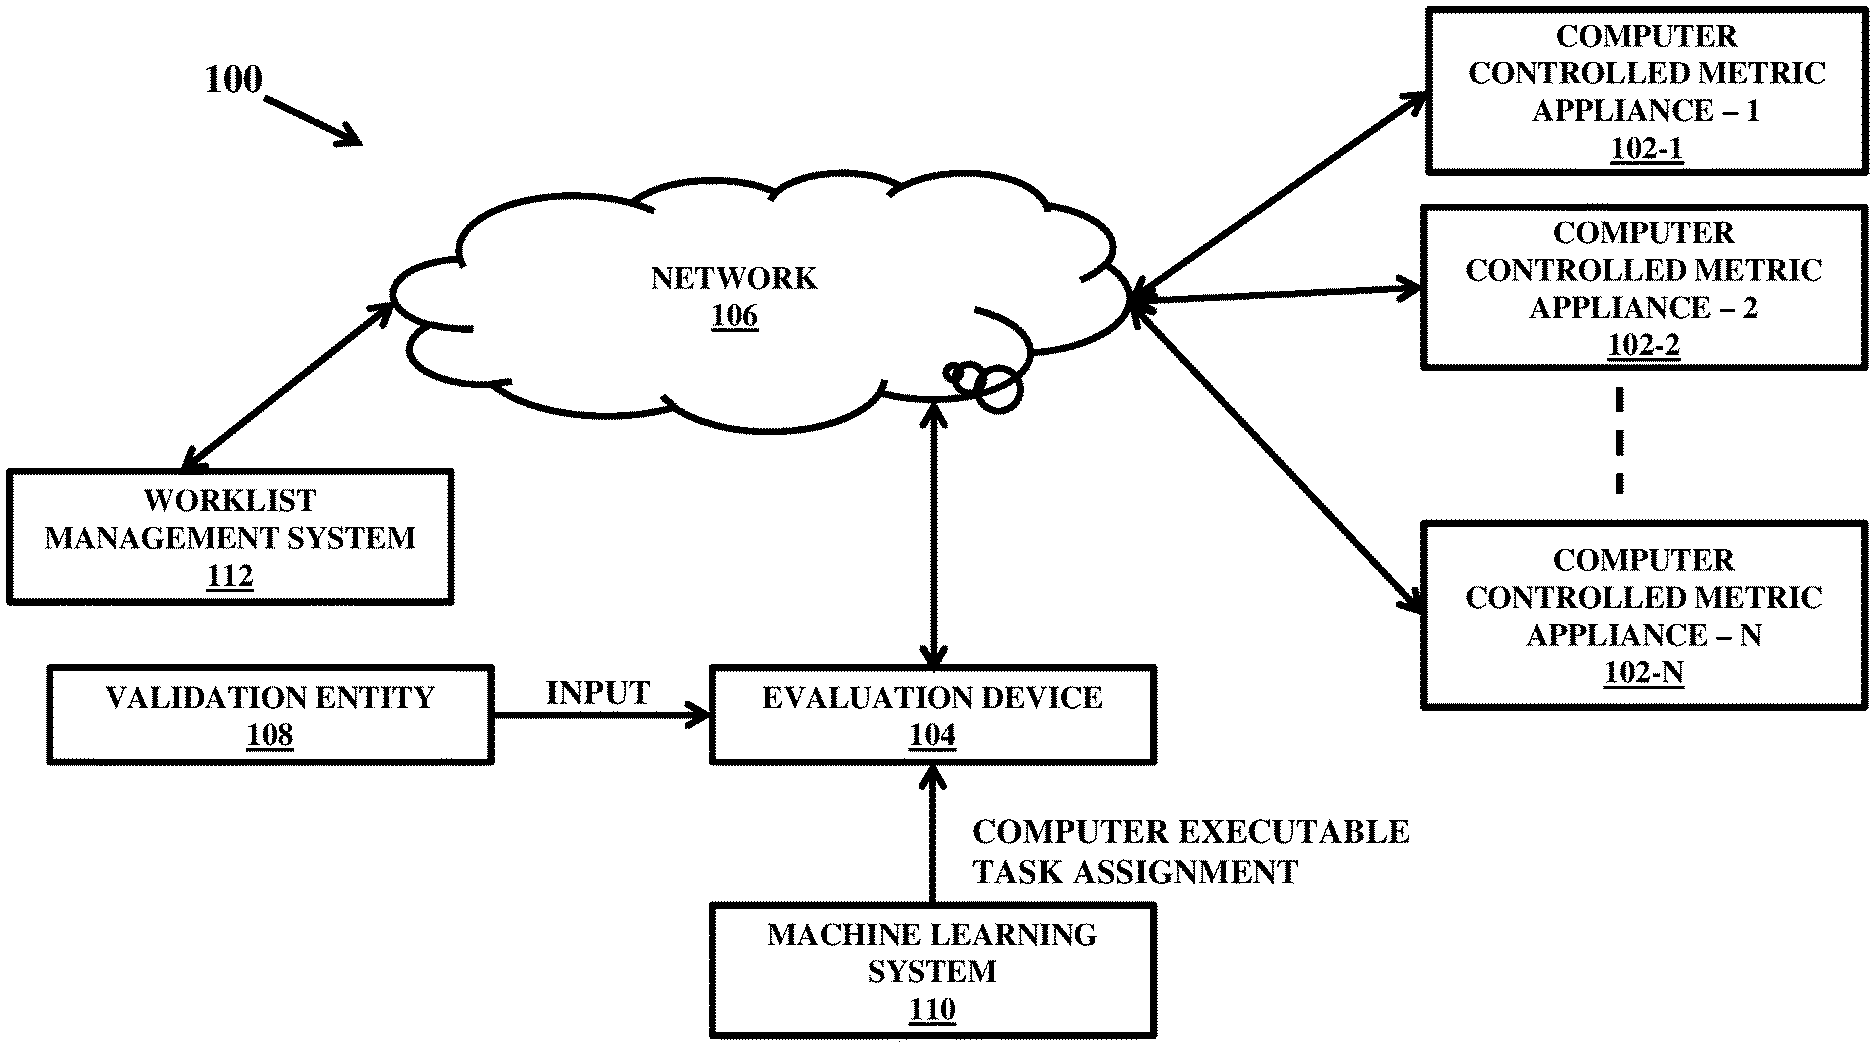 100
COMPUTER
CONTROLLED METRIC
APPLIANCE – 1
102-1
COMPUTER
CONTROLLED METRIC
APPLIANCE – 2
102-2
NETWORK
106
WORKLIST
MANAGEMENT SYSTEM
112
COMPUTER
CONTROLLED METRIC
APPLIANCE – N
102-N
VALIDATION ENTITY
108
INPUT
EVALUATION DEVICE
104
COMPUTER EXECUTABLE
TASK ASSIGNMENT
MACHINE LEARNING
SYSTEM
110